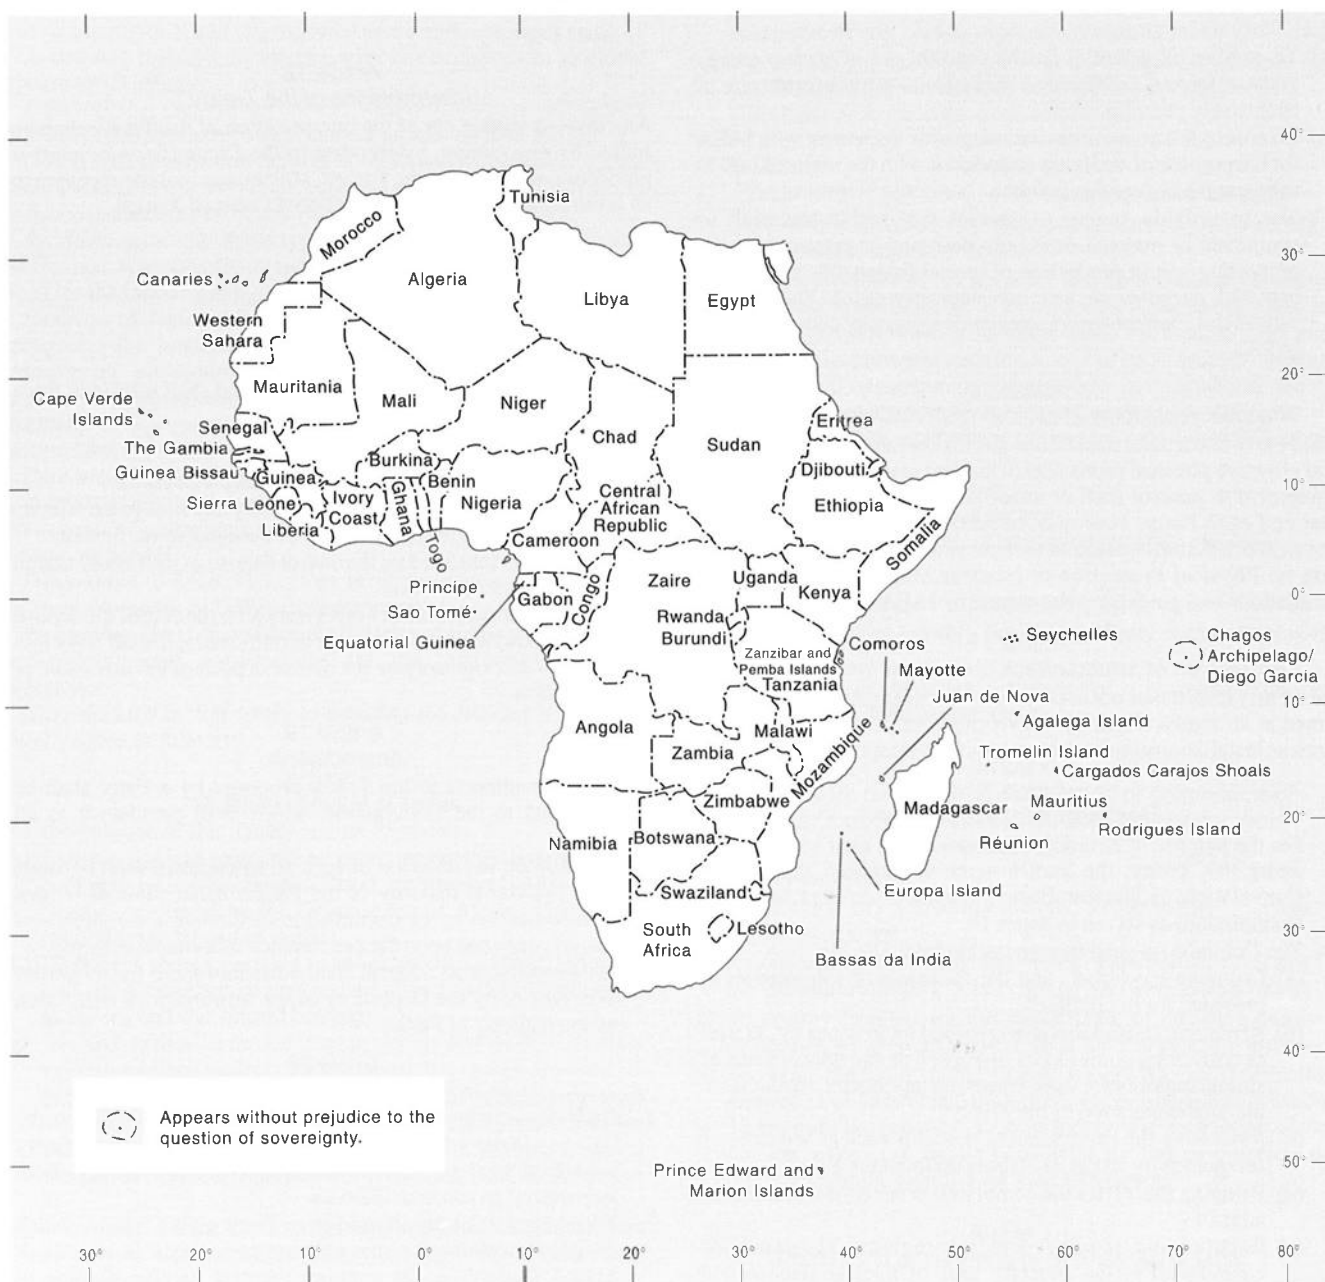 40°
Tunisia
Morocco
30°
Canaries
Algeria
Libya
Egypt
Western
Sahara
20°
Mauritania
Mali
Niger
Cape Verde
Islands
Chad
Sudan
Eritrea
Senegal
The Gambia
Burkina
Guinea Bissau
Guinea
Benin
Djibouti
10°
Sierra Leone
Ivory
Coast
Ghana
Nigeria
Central
African
Republic
Ethiopia
Liberia
Togo
Cameroon
Somalia
Principe
Gabon
Congo
Zaire
Uganda
Kenya
0°
Sao Tomé
Rwanda
Equatorial Guinea
Burundi
Zanzibar and
Pemba Islands
Comoros
Seychelles
Chagos
Archipelago/
Diego Garcia
Mayotte
Tanzania
Juan de Nova
10°
Angola
Malawi
Agalega Island
Zambia
Mozambique
Tromelin Island
Cargados Carajos Shoals
Zimbabwe
Madagascar
Mauritius
20°
Namibia
Botswana
Réunion
Rodrigues Island
Swaziland
Europa Island
South
Africa
Lesotho
30°
Bassas da India
40°
Appears without prejudice to the
question of sovereignty.
Prince Edward and
Marion Islands
50°
30° 20° 10° 0° 10° 20° 30° 40° 50° 60° 70° 80°